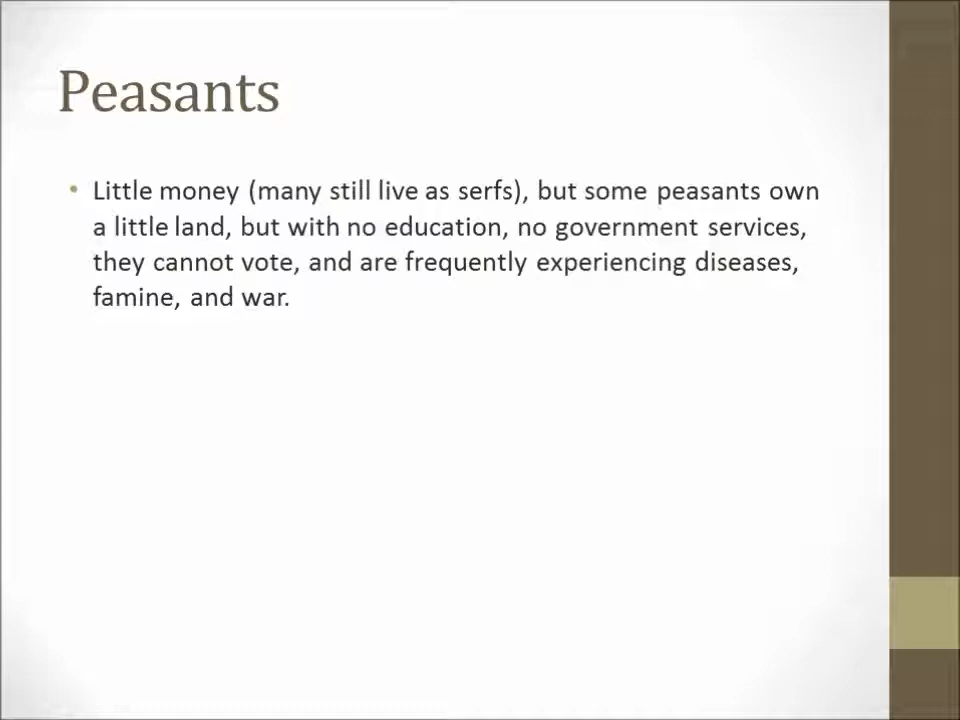 Peasants
• Little money (many still live as serfs), but some peasants own
a little land, but with no education, no government services,
they cannot vote, and are frequently experiencing diseases,
famine, and war.